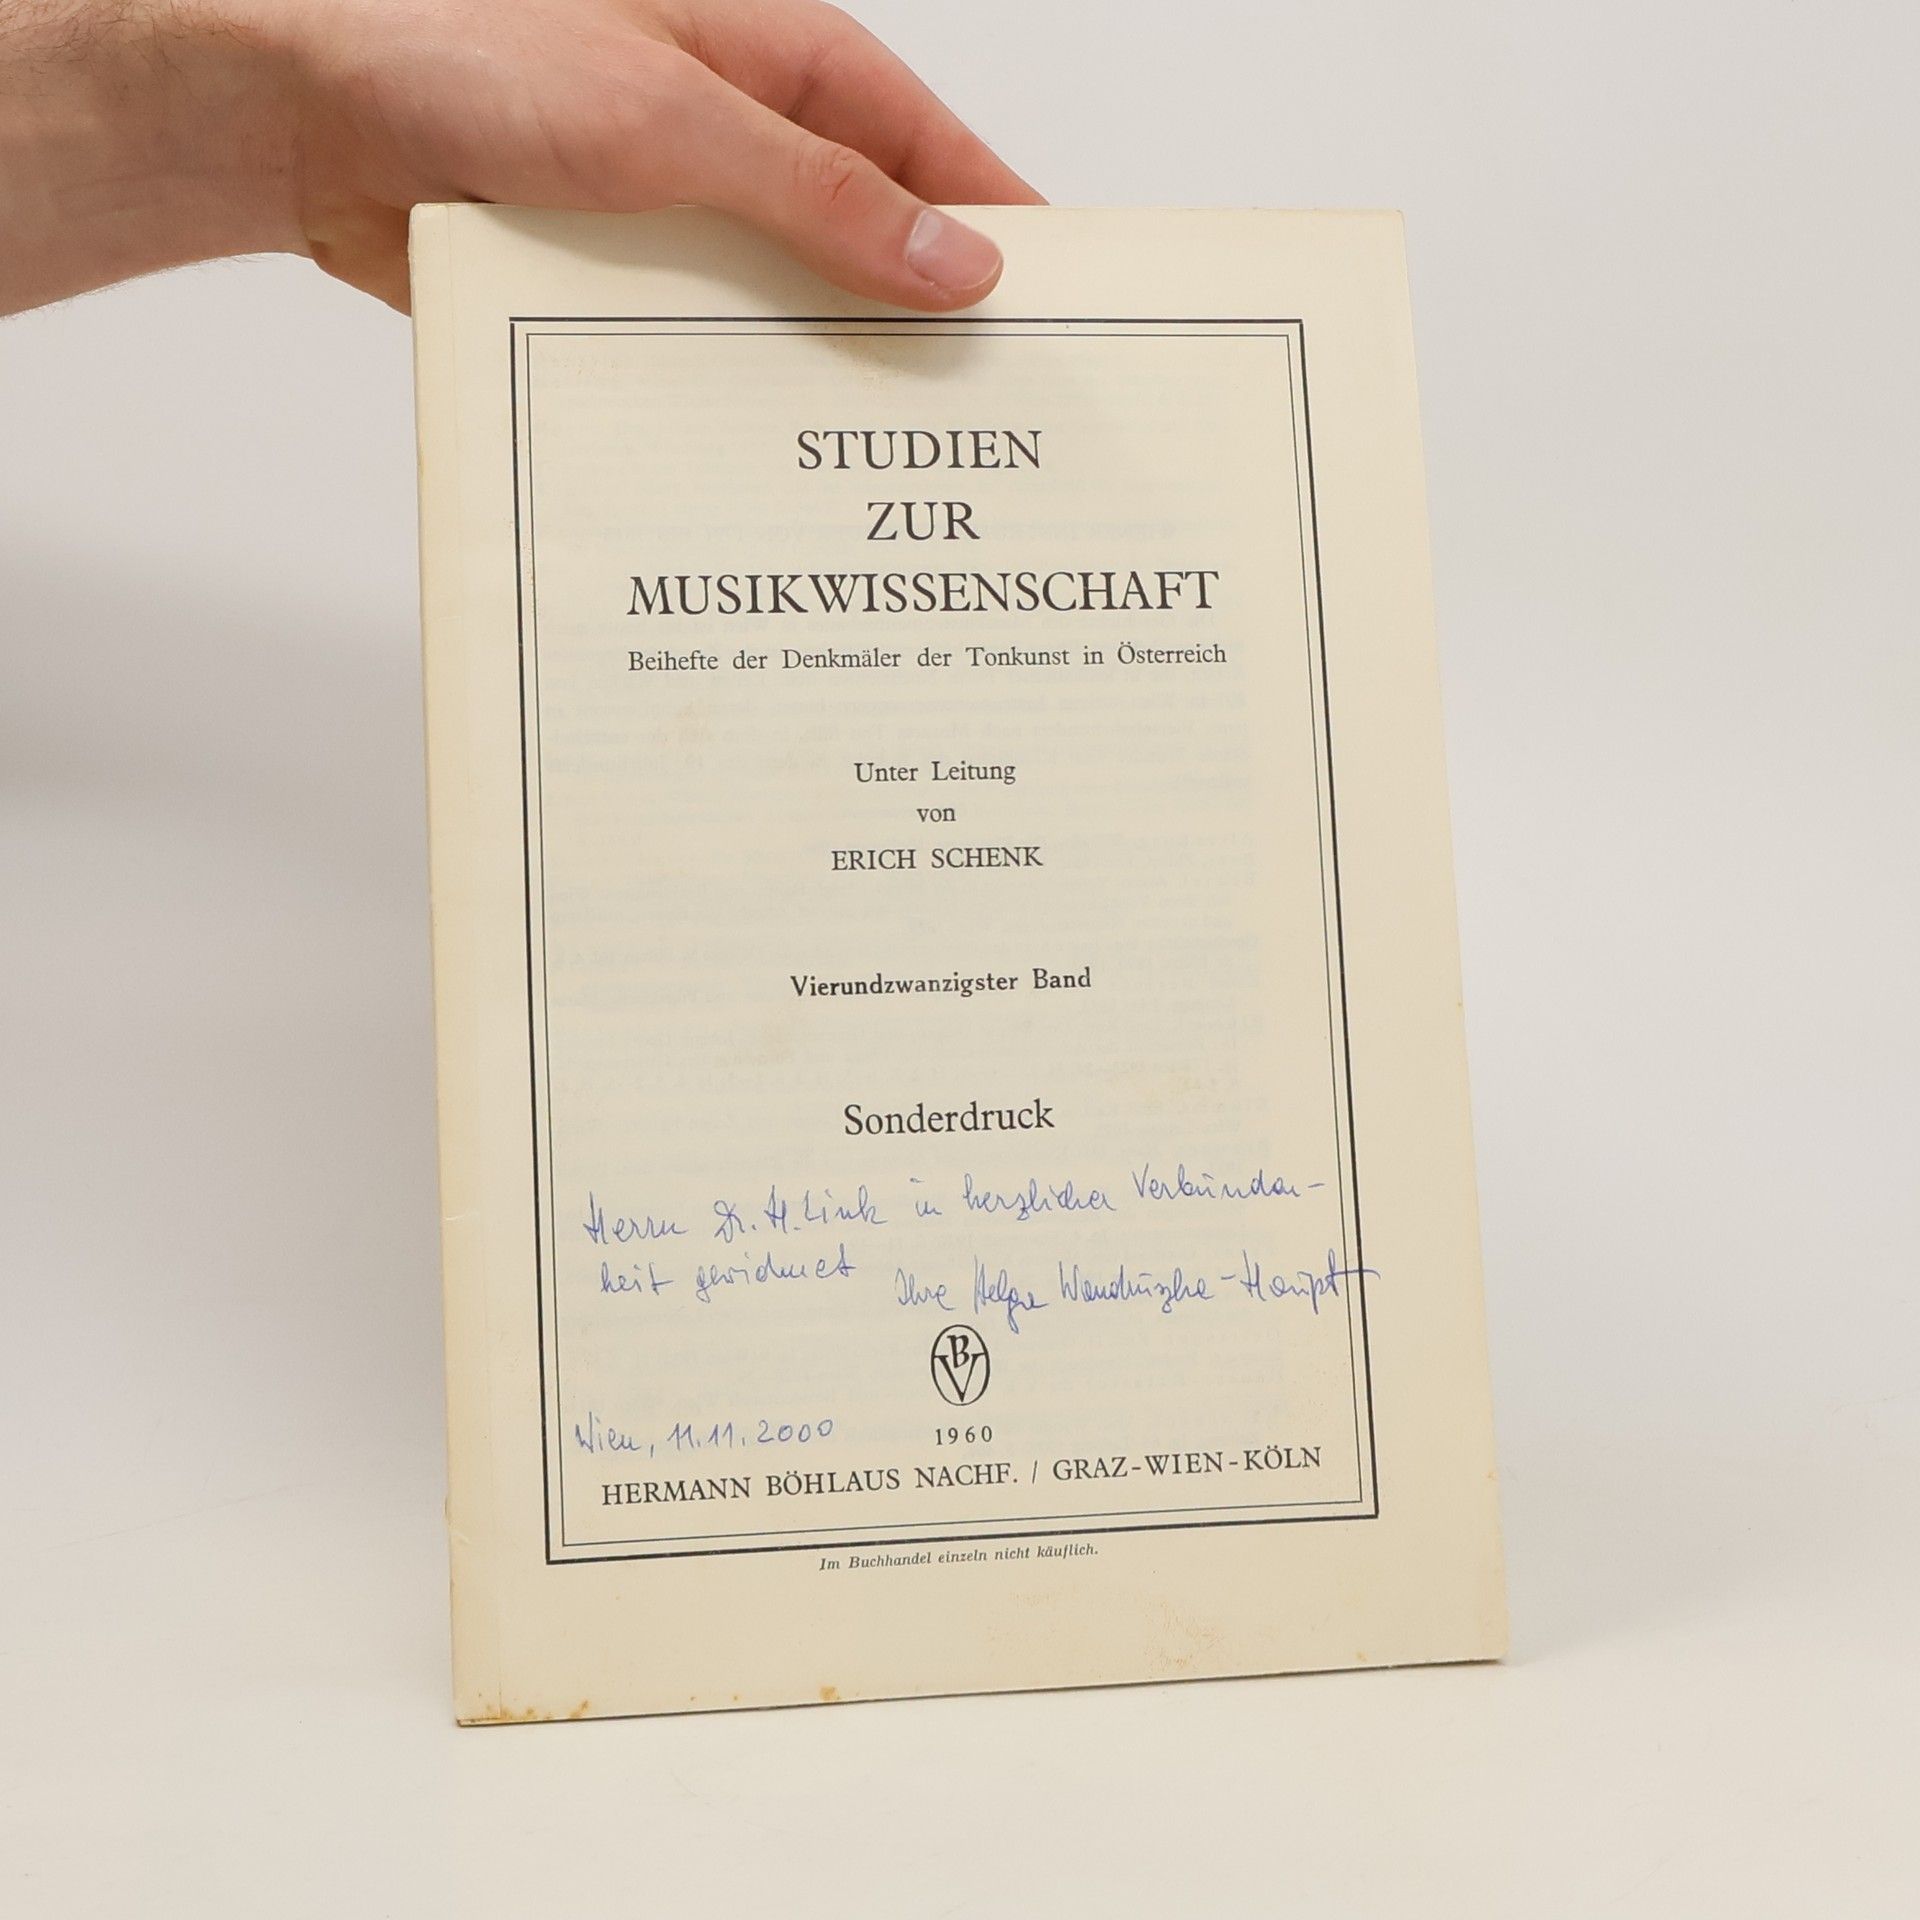 STUDIEN
ZUR
MUSIKWISSENSCHAFT
Beihefte der Denkmäler der Tonkunst in Österreich
Unter Leitung
von
ERICH SCHENK
Vierundzwanzigster Band
Sonderdruck
Herrn Dr. H. Link in herzlicher Verbunden-
heit gewidmet Ihre Helga Haupt
BV
Wien, 11.11.2000
1960
HERMANN BÖHLAUS NACHF. / GRAZ-WIEN-KÖLN
Im Buchhandel einzeln nicht käuflich.